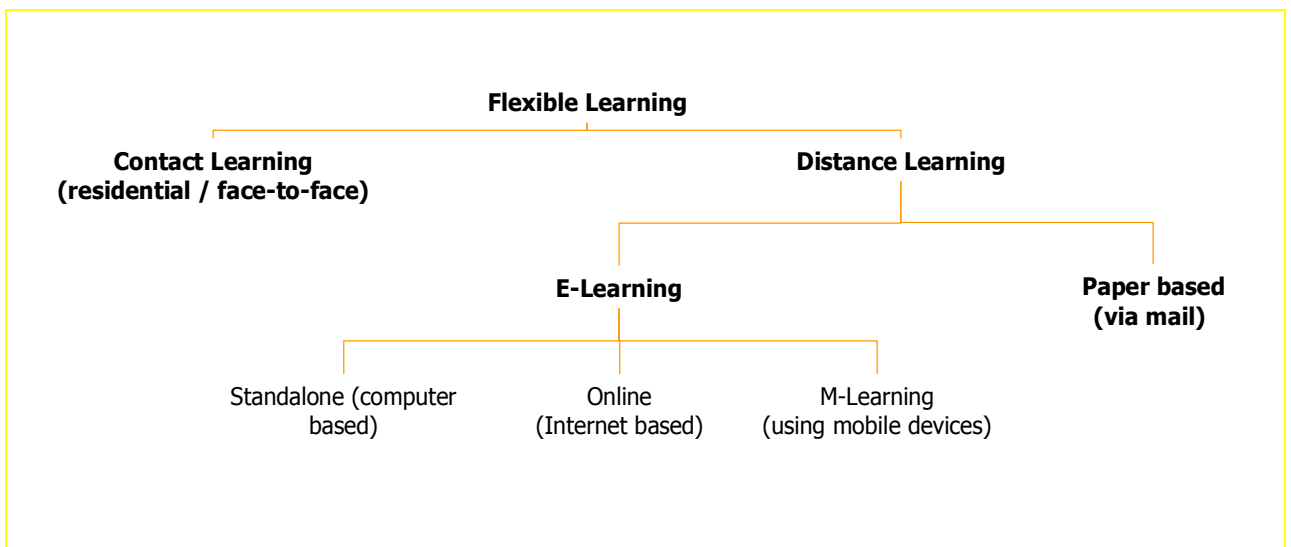 Flexible Learning
Contact Learning
(residential / face-to-face)
Distance Learning
E-Learning
Paper based
(via mail)
Standalone (computer
based)
Online
(Internet based)
M-Learning
(using mobile devices)